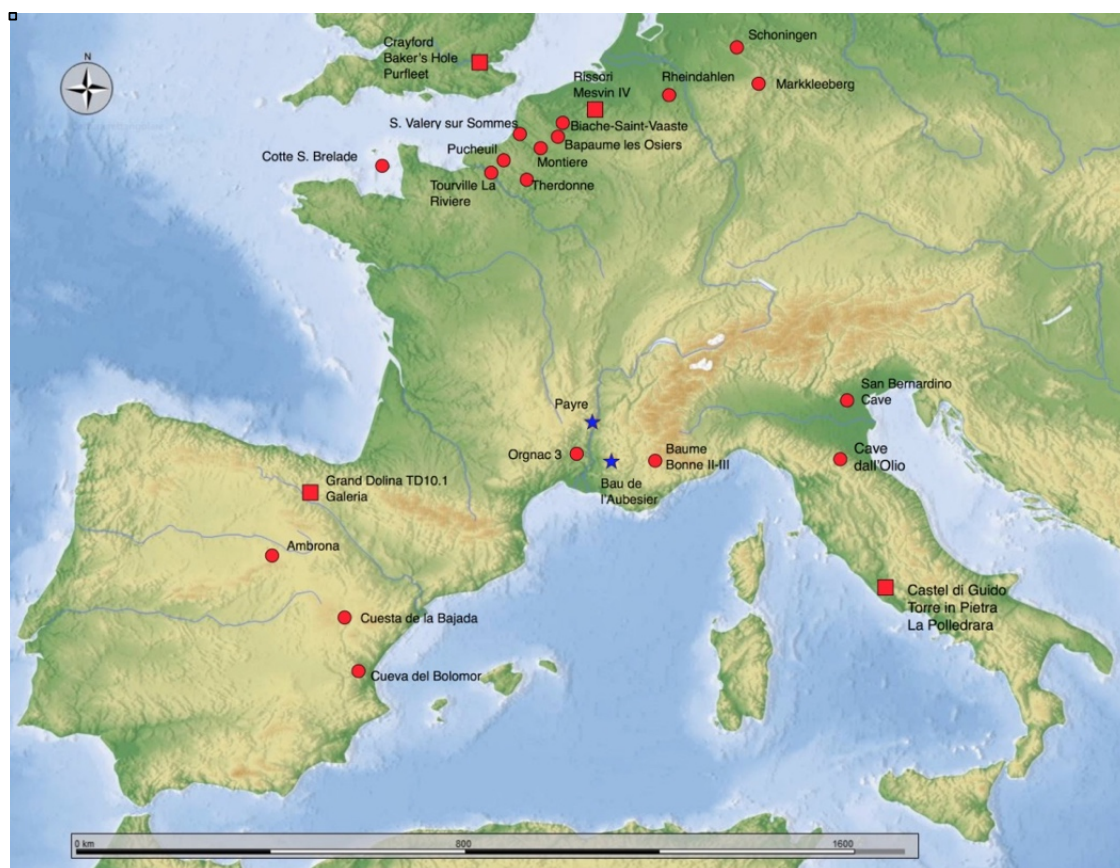 N
Crayford
Baker's Hole
Purfleet
Schoningen
Rissori
Mesvin IV
Rheindahlen
Markkleeberg
S. Valery sur Sommes
Biache-Saint-Vaaste
Bapaume les Osiers
Pucheuil
Montiere
Cotte S. Brelade
Tourville La
Riviere
Therdonne
San Bernardino
Cave
Payre
Orgnac 3
Baume
Bonne II-III
Cave
dall'Olio
Bau de
l'Aubesier
Grand Dolina TD10.1
Galeria
Ambrona
Castel di Guido
Torre in Pietra
La Polledrara
Cuesta de la Bajada
Cueva del Bolomor
0 km
800
1600